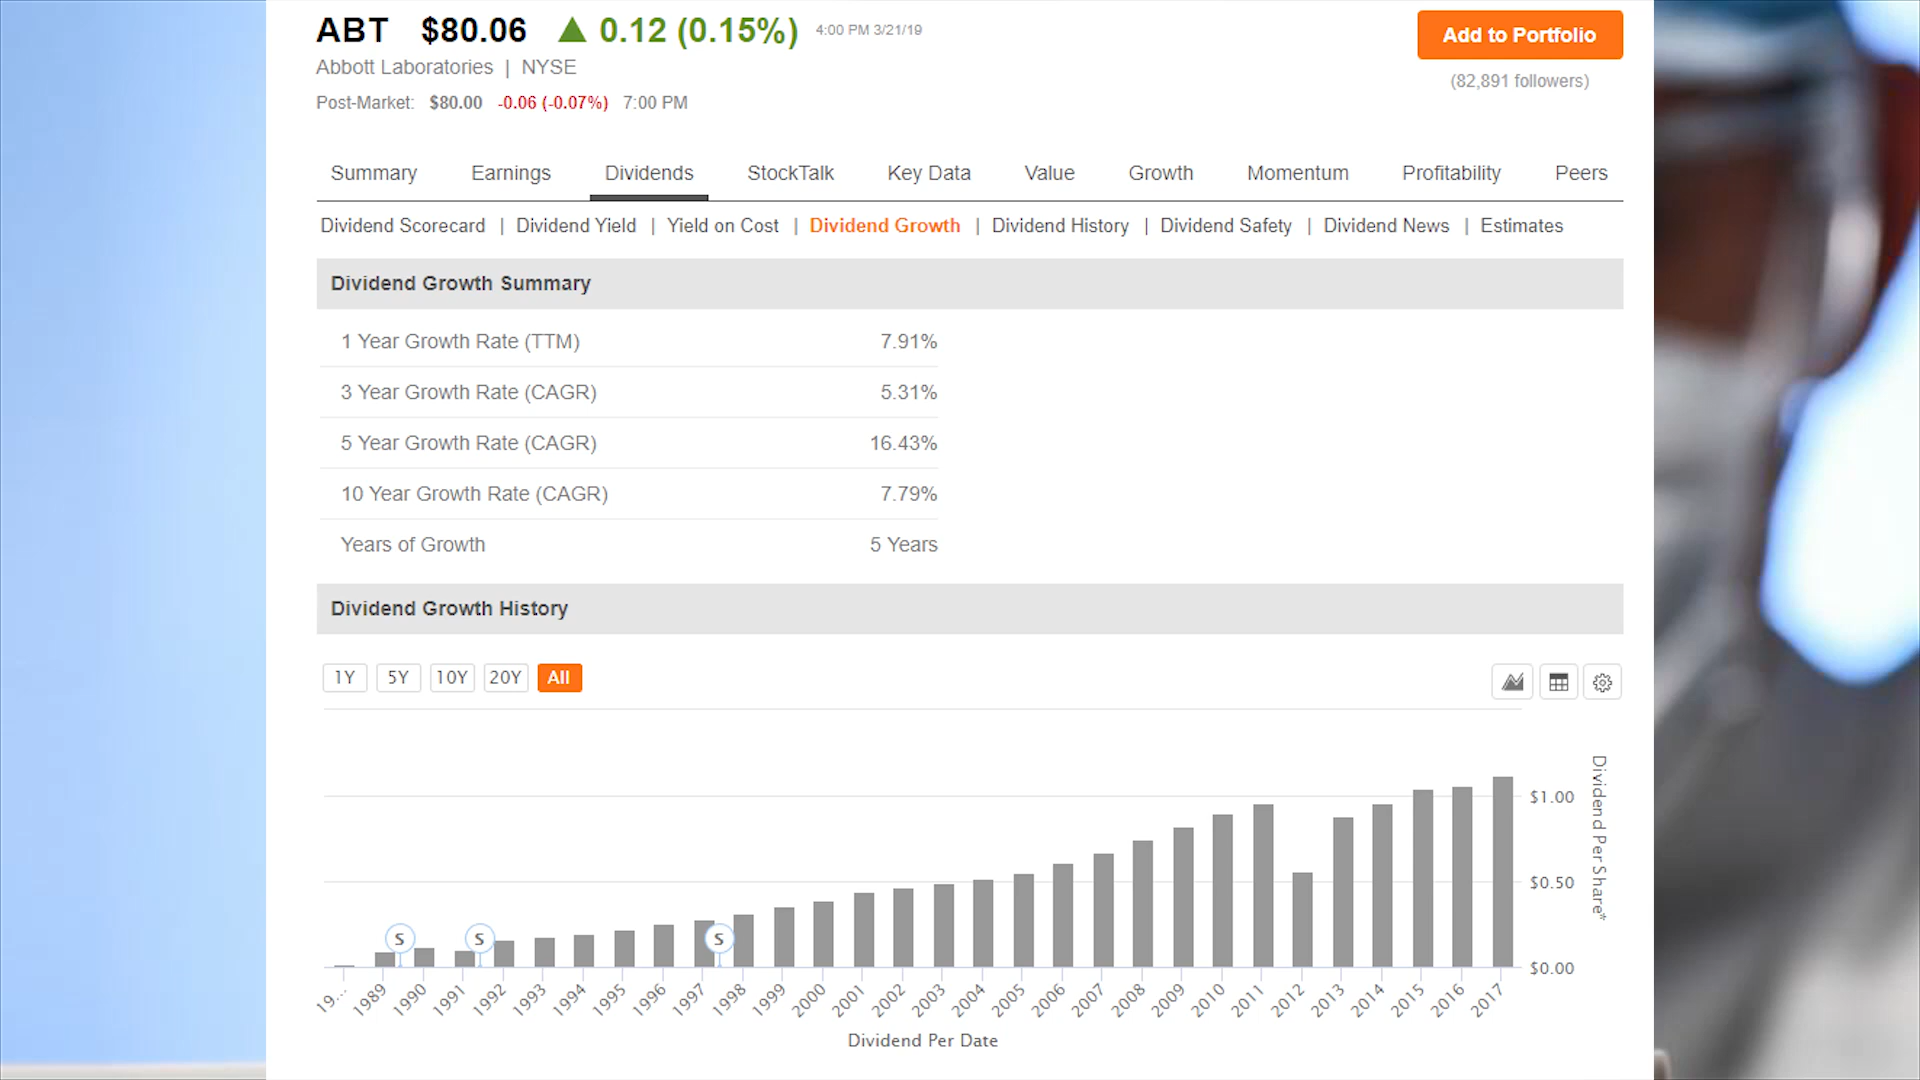 ABT $80.06 ▲ 0.12 (0.15%) 4:00 PM 3/21/19
Add to Portfolio
Abbott Laboratories | NYSE
(82,891 followers)
Post-Market: $80.00 -0.06 (-0.07%) 7:00 PM
Summary Earnings Dividends StockTalk Key Data Value Growth Momentum Profitability Peers
Dividend Scorecard | Dividend Yield | Yield on Cost | Dividend Growth | Dividend History | Dividend Safety | Dividend News | Estimates
Dividend Growth Summary
1 Year Growth Rate (TTM) 7.91%
3 Year Growth Rate (CAGR) 5.31%
5 Year Growth Rate (CAGR) 16.43%
10 Year Growth Rate (CAGR) 7.79%
Years of Growth 5 Years
Dividend Growth History
1Y 5Y 10Y 20Y All
$1.00
$0.50
$0.00
Dividend Per Share*
S S S
19... 1989 1990 1991 1992 1993 1994 1995 1996 1997 1998 1999 2000 2001 2002 2003 2004 2005 2006 2007 2008 2009 2010 2011 2012 2013 2014 2015 2016 2017
Dividend Per Date